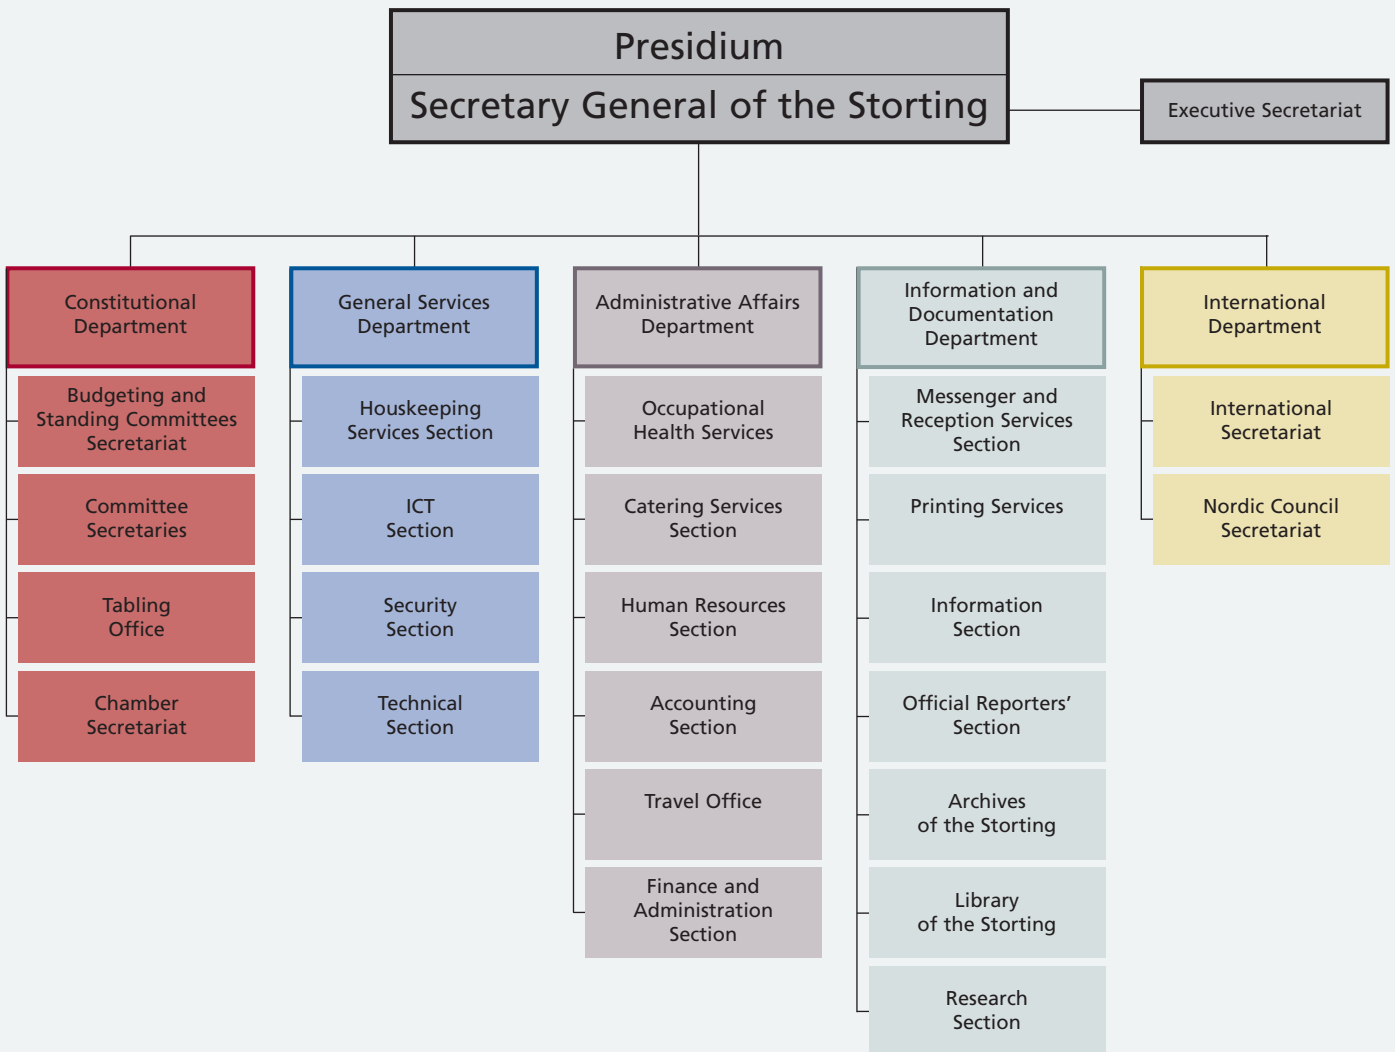 Presidium
Secretary General of the Storting
Executive Secretariat
Constitutional
Department
Budgeting and
Standing Committees
Secretariat
Committee
Secretaries
Tabling
Office
Chamber
Secretariat
General Services
Department
Houskeeping
Services Section
ICT
Section
Security
Section
Technical
Section
Administrative Affairs
Department
Occupational
Health Services
Catering Services
Section
Human Resources
Section
Accounting
Section
Travel Office
Finance and
Administration
Section
Information and
Documentation
Department
Messenger and
Reception Services
Section
Printing Services
Information
Section
Official Reporters’
Section
Archives
of the Storting
Library
of the Storting
Research
Section
International
Department
International
Secretariat
Nordic Council
Secretariat